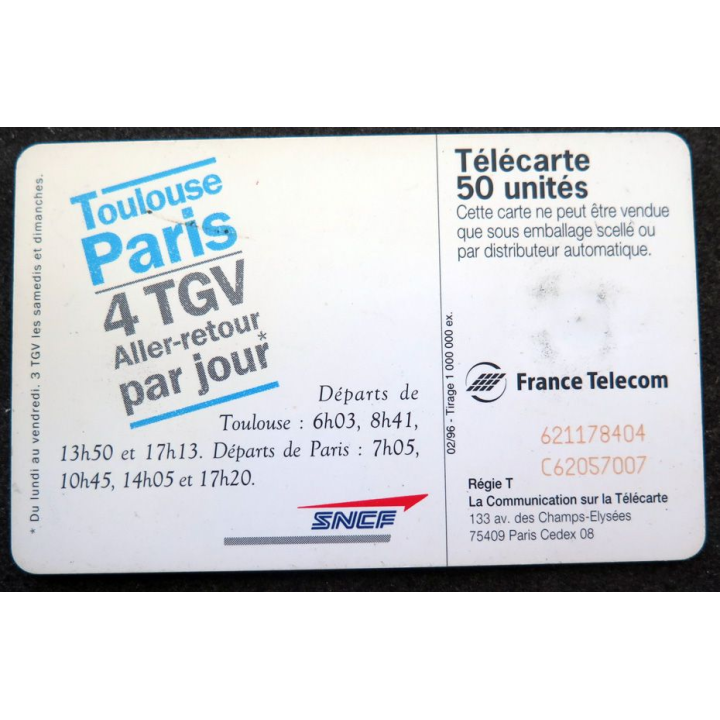 * Du lundi au vendredi. 3 TGV les samedis et dimanches.
Toulouse
Paris
4 TGV
Aller-retour
par jour*
Départs de
Toulouse : 6h03, 8h41,
13h50 et 17h13. Départs de Paris : 7h05,
10h45, 14h05 et 17h20.
SNCF
02/96 - Tirage 1 000 000 ex.
Télécarte
50 unités
Cette carte ne peut être vendue
que sous emballage scellé ou
par distributeur automatique.
France Telecom
621178404
C62057007
Régie T
La Communication sur la Télécarte
133 av. des Champs-Elysées
75409 Paris Cedex 08